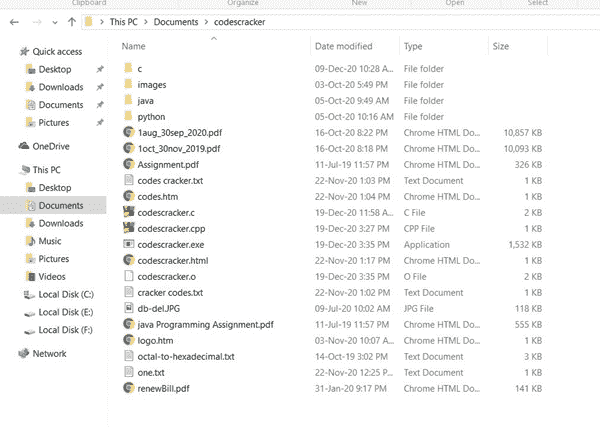 Clipboard Organize New Open Select
This PC Documents codescracker
Name Date modified Type Size
Quick access
Desktop
Downloads
Documents
Pictures
OneDrive
This PC
Desktop
Documents
Downloads
Music
Pictures
Videos
Local Disk (C:)
Local Disk (E:)
Local Disk (F:)
Network
c 09-Dec-20 10:28 A... File folder
images 03-Oct-20 5:49 PM File folder
java 05-Oct-20 9:49 AM File folder
python 05-Oct-20 10:16 AM File folder
1aug_30sep_2020.pdf 16-Oct-20 8:22 PM Chrome HTML Do... 10,857 KB
1oct_30nov_2019.pdf 16-Oct-20 8:18 PM Chrome HTML Do... 10,093 KB
Assignment.pdf 11-Jul-19 11:57 PM Chrome HTML Do... 326 KB
codes cracker.txt 22-Nov-20 1:03 PM Text Document 1 KB
codes.htm 22-Nov-20 1:04 PM Chrome HTML Do... 1 KB
codescracker.c 19-Dec-20 11:58 A... C File 2 KB
codescracker.cpp 19-Dec-20 3:27 PM CPP File 1 KB
codescracker.exe 19-Dec-20 3:35 PM Application 1,532 KB
codescracker.html 22-Nov-20 1:17 PM Chrome HTML Do... 1 KB
codescracker.o 19-Dec-20 3:35 PM O File 2 KB
cracker codes.txt 22-Nov-20 1:02 PM Text Document 1 KB
db-del.JPG 09-Jul-20 10:02 AM JPG File 118 KB
java Programming Assignment.pdf 11-Jul-19 11:57 PM Chrome HTML Do... 555 KB
logo.htm 03-Nov-20 10:07 A... Chrome HTML Do... 1 KB
octal-to-hexadecimal.txt 14-Oct-19 3:02 PM Text Document 3 KB
one.txt 22-Nov-20 12:25 P... Text Document 1 KB
renewBill.pdf 31-Jan-20 9:17 PM Chrome HTML Do... 141 KB